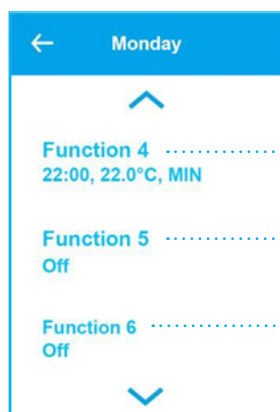 Monday
Function 4
22:00, 22.0°C, MIN
Function 5
Off
Function 6
Off